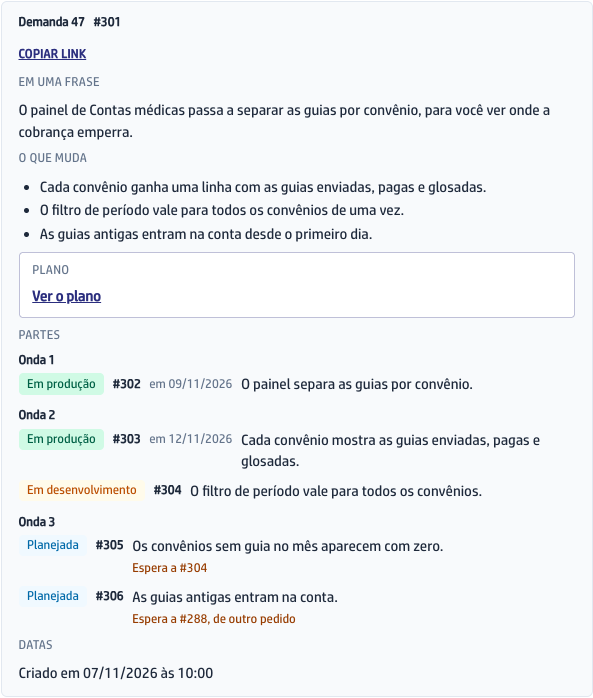 Demanda 47 #301
COPIAR LINK
EM UMA FRASE
O painel de Contas médicas passa a separar as guias por convênio, para você ver onde a
cobrança emperra.
O QUE MUDA
• Cada convênio ganha uma linha com as guias enviadas, pagas e glosadas.
• O filtro de período vale para todos os convênios de uma vez.
• As guias antigas entram na conta desde o primeiro dia.
PLANO
Ver o plano
PARTES
Onda 1
Em produção #302 em 09/11/2026 O painel separa as guias por convênio.
Onda 2
Em produção #303 em 12/11/2026 Cada convênio mostra as guias enviadas, pagas e
glosadas.
Em desenvolvimento #304 O filtro de período vale para todos os convênios.
Onda 3
Planejada #305 Os convênios sem guia no mês aparecem com zero.
Espera a #304
Planejada #306 As guias antigas entram na conta.
Espera a #288, de outro pedido
DATAS
Criado em 07/11/2026 às 10:00